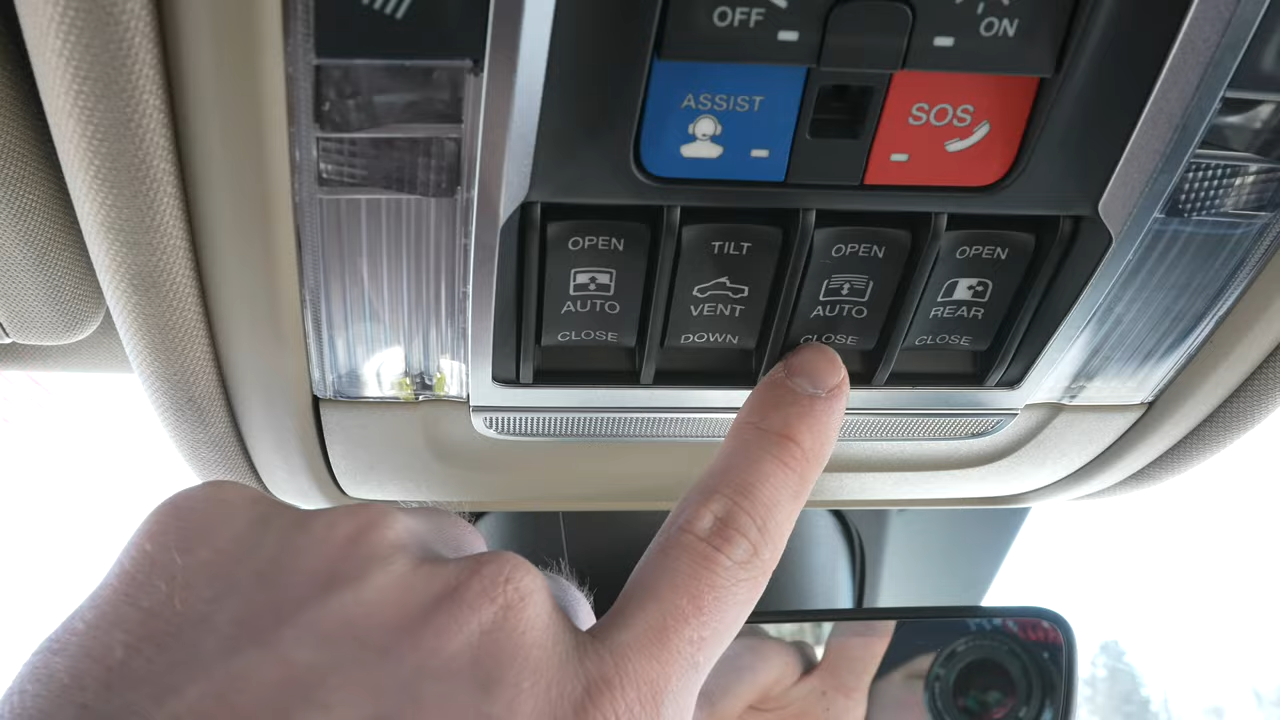 OFF
ON
ASSIST
SOS
OPEN
AUTO
CLOSE
TILT
VENT
DOWN
OPEN
AUTO
CLOSE
OPEN
REAR
CLOSE